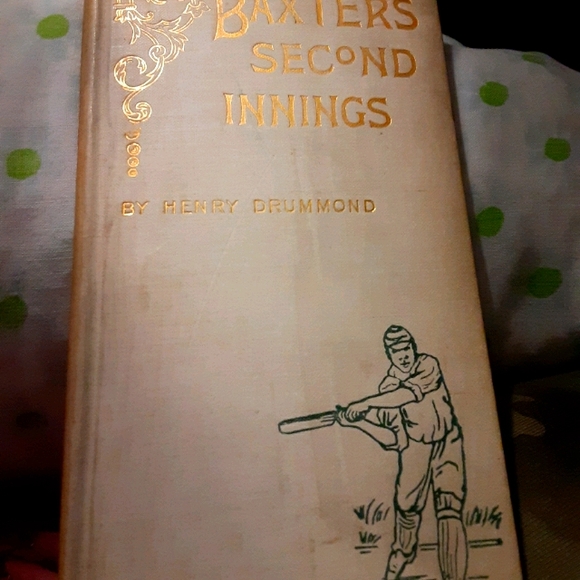 BAXTERS
SECOND
INNINGS
BY HENRY DRUMMOND